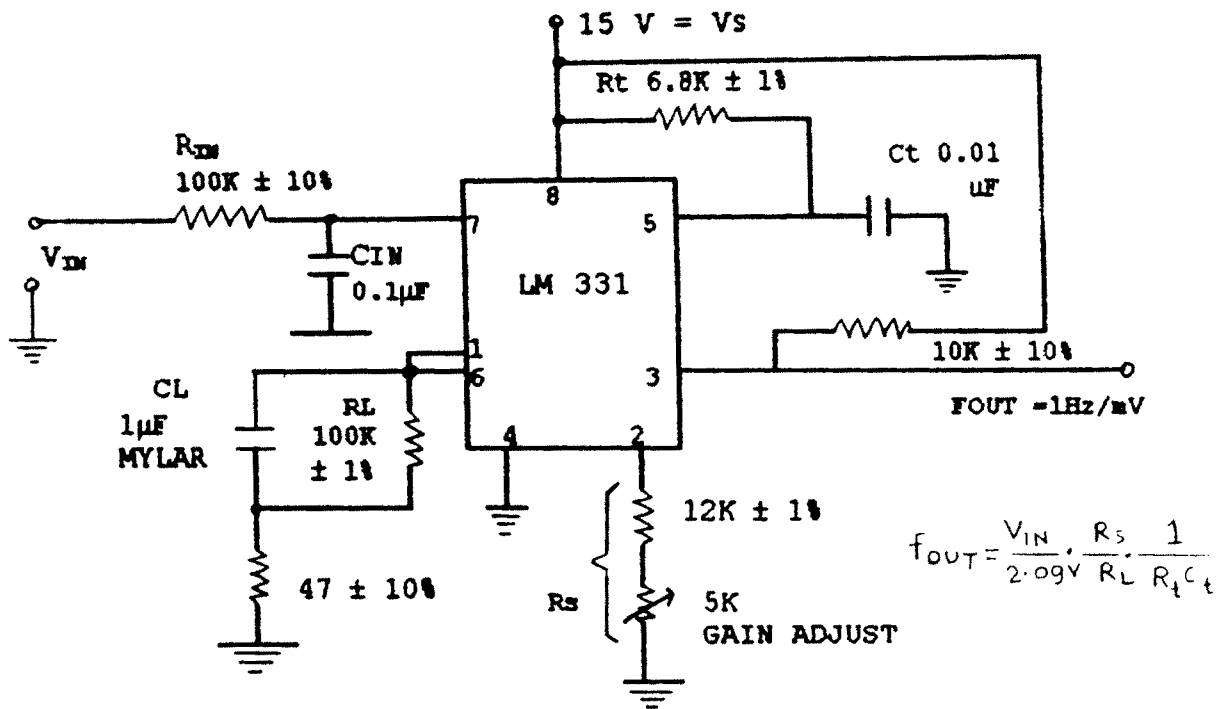 15 V = Vs
Rt 6.8K ± 1%
Ct 0.01
µF
RIN
100K ± 10%
8
7
5
VIN
CIN
0.1µF
LM 331
1
6
3
10K ± 10%
FOUT =1Hz/mV
CL
1µF
MYLAR
RL
100K
± 1%
4
2
12K ± 1%
fOUT = VIN/2.09V · Rs/RL · 1/RtCt
47 ± 10%
Rs
5K
GAIN ADJUST